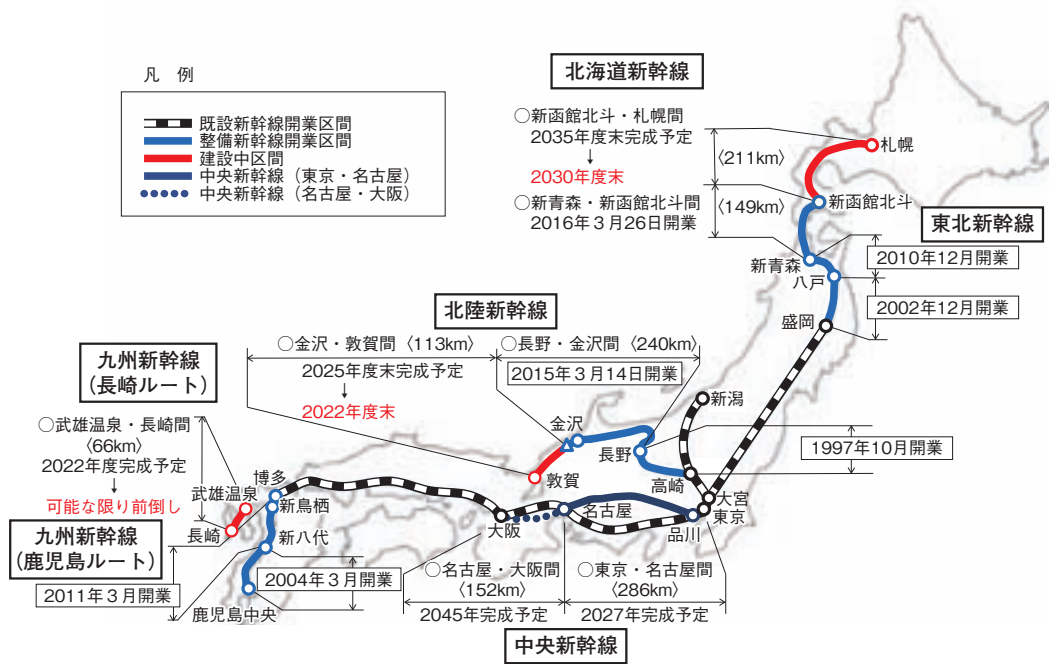 凡 例
既設新幹線開業区間
整備新幹線開業区間
建設中区間
中央新幹線（東京・名古屋）
中央新幹線（名古屋・大阪）
北海道新幹線
○新函館北斗・札幌間
2035年度末完成予定
2030年度末
〈211km〉
札幌
○新青森・新函館北斗間
2016年３月26日開業
〈149km〉
新函館北斗
東北新幹線
新青森
2010年12月開業
八戸
2002年12月開業
盛岡
北陸新幹線
○金沢・敦賀間〈113km〉
2025年度末完成予定
2022年度末
○長野・金沢間〈240km〉
2015年３月14日開業
新潟
金沢
長野
1997年10月開業
敦賀
高崎
大宮
東京
品川
名古屋
大阪
九州新幹線
（長崎ルート）
○武雄温泉・長崎間
〈66km〉
2022年度完成予定
可能な限り前倒し
博多
武雄温泉
新鳥栖
長崎
九州新幹線
（鹿児島ルート）
新八代
2004年３月開業
2011年３月開業
鹿児島中央
○名古屋・大阪間
〈152km〉
2045年完成予定
○東京・名古屋間
〈286km〉
2027年完成予定
中央新幹線